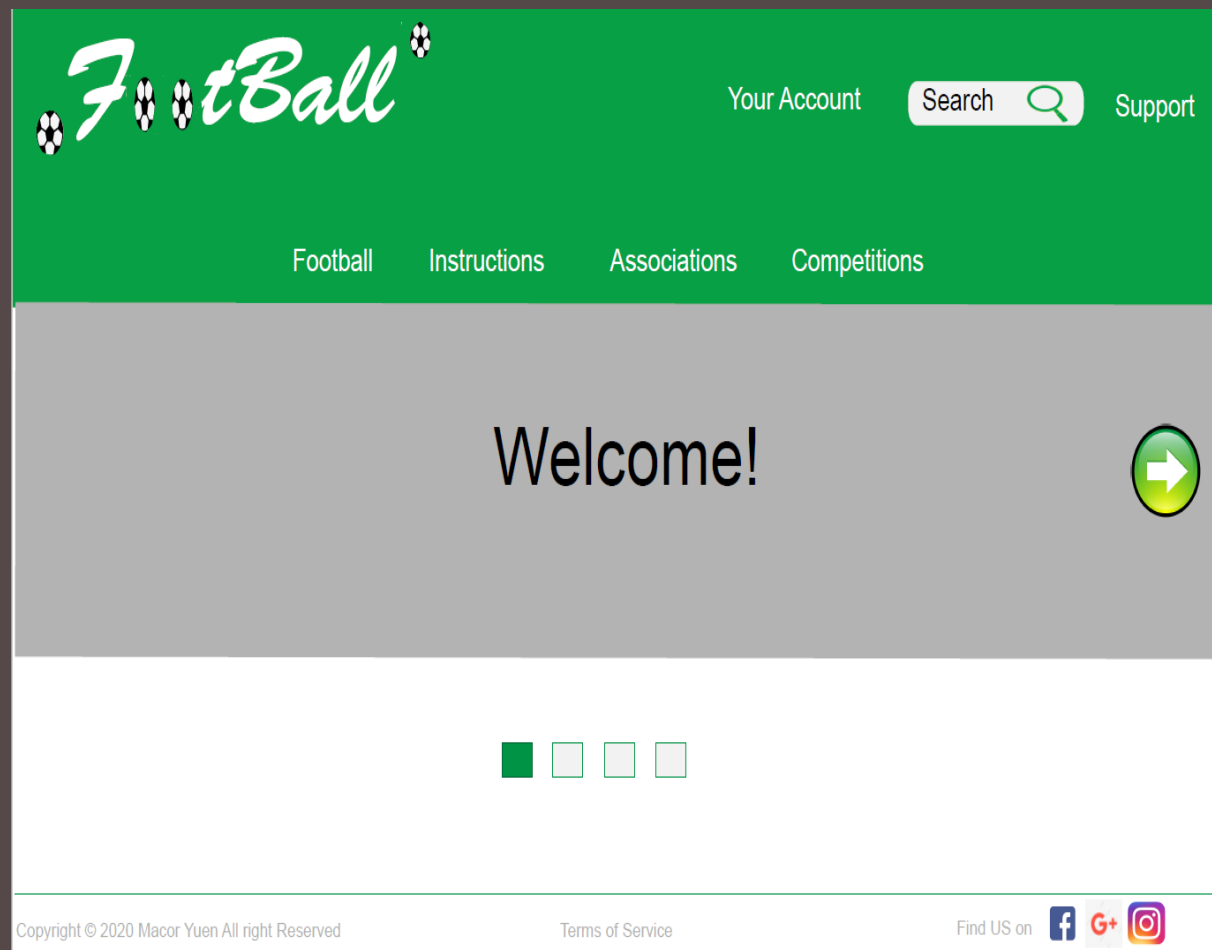 FootBall
Your Account
Search
Support
Football Instructions Associations Competitions
Welcome!
Copyright © 2020 Macor Yuen All right Reserved
Terms of Service
Find US on
G+